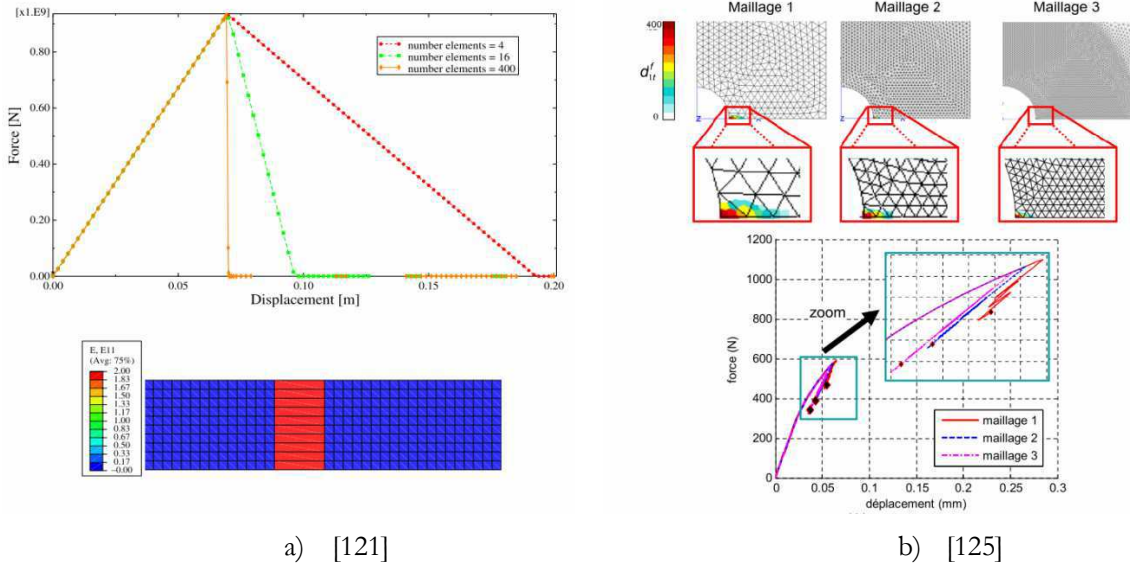 [x1.E9]
0.80
0.60
0.40
0.20
0.00
Force [N]
number elements = 4
number elements = 16
number elements = 400
0.00 0.05 0.10 0.15 0.20
Displacement [m]
E, E11
(Avg: 75%)
2.00
1.83
1.67
1.50
1.33
1.17
1.00
0.83
0.67
0.50
0.33
0.17
−0.00
a) [121]
Maillage 1 Maillage 2 Maillage 3
400
0
zoom
1200
1000
800
600
400
200
0
force (N)
maillage 1
maillage 2
maillage 3
0 0.05 0.1 0.15 0.2 0.25 0.3
déplacement (mm)
b) [125]